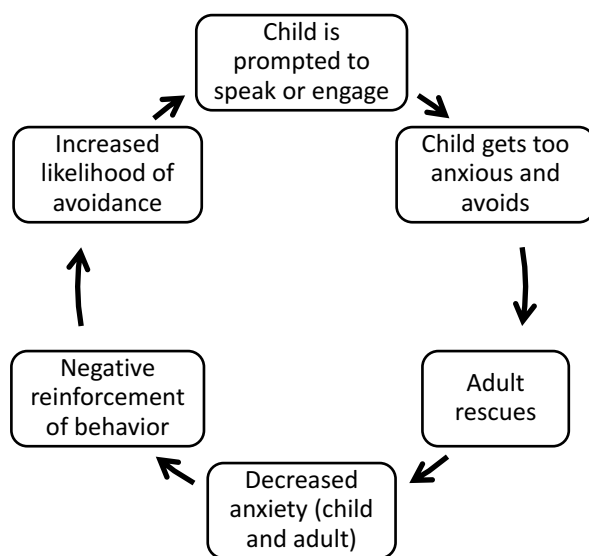 Child is
prompted to
speak or engage
Child gets too
anxious and
avoids
Adult
rescues
Decreased
anxiety (child
and adult)
Negative
reinforcement
of behavior
Increased
likelihood of
avoidance